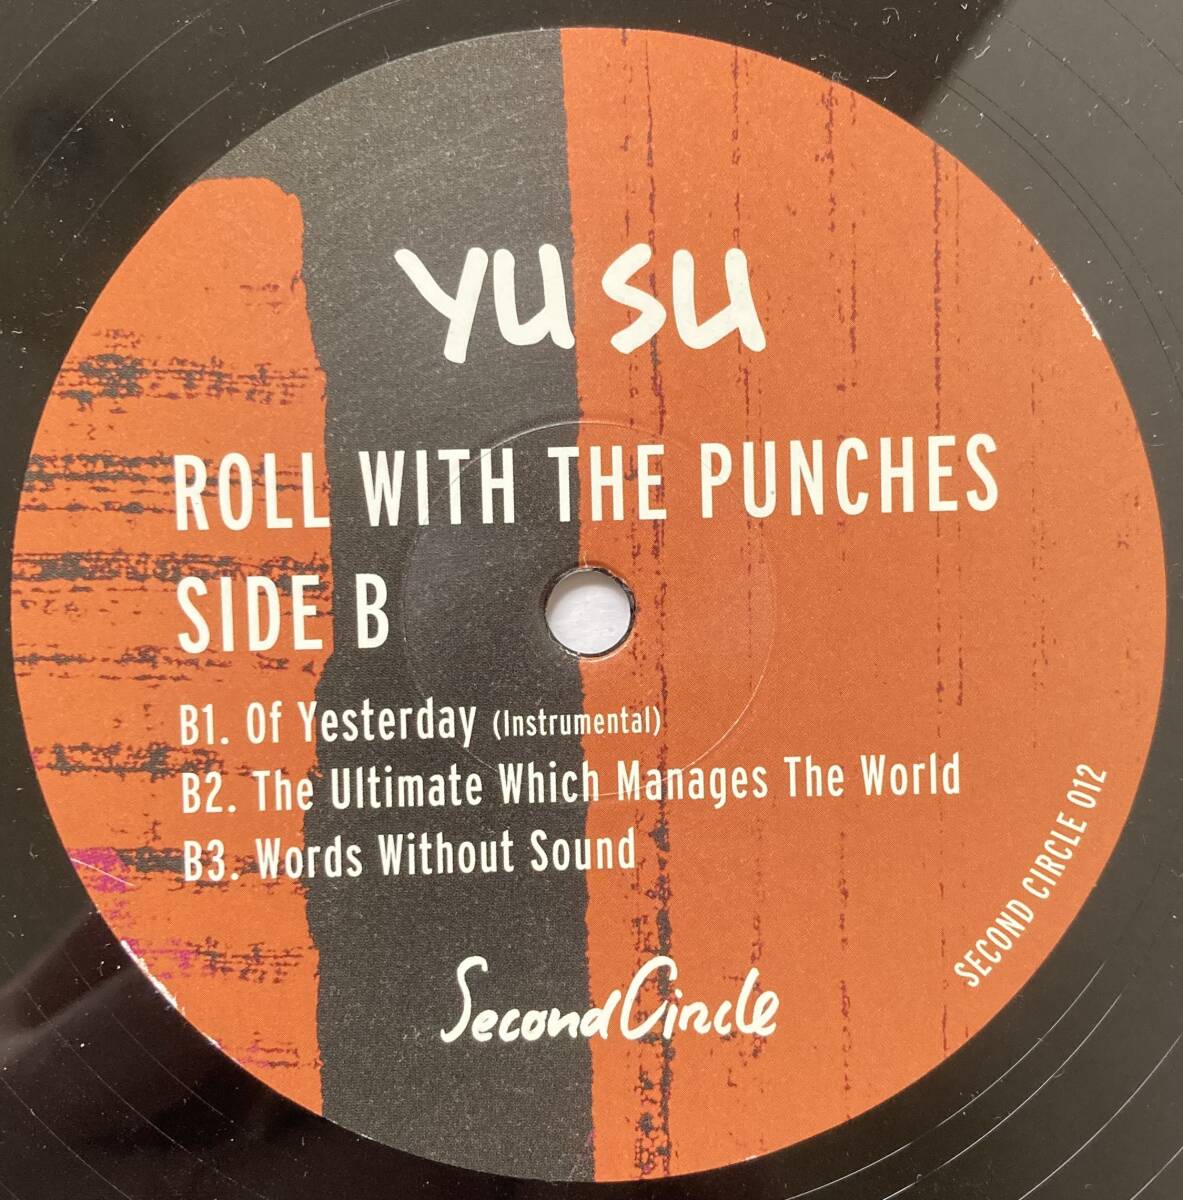 YU SU
ROLL WITH THE PUNCHES
SIDE B
B1. Of Yesterday (Instrumental)
B2. The Ultimate Which Manages The World
B3. Words Without Sound
SECOND CIRCLE 012
Second Circle